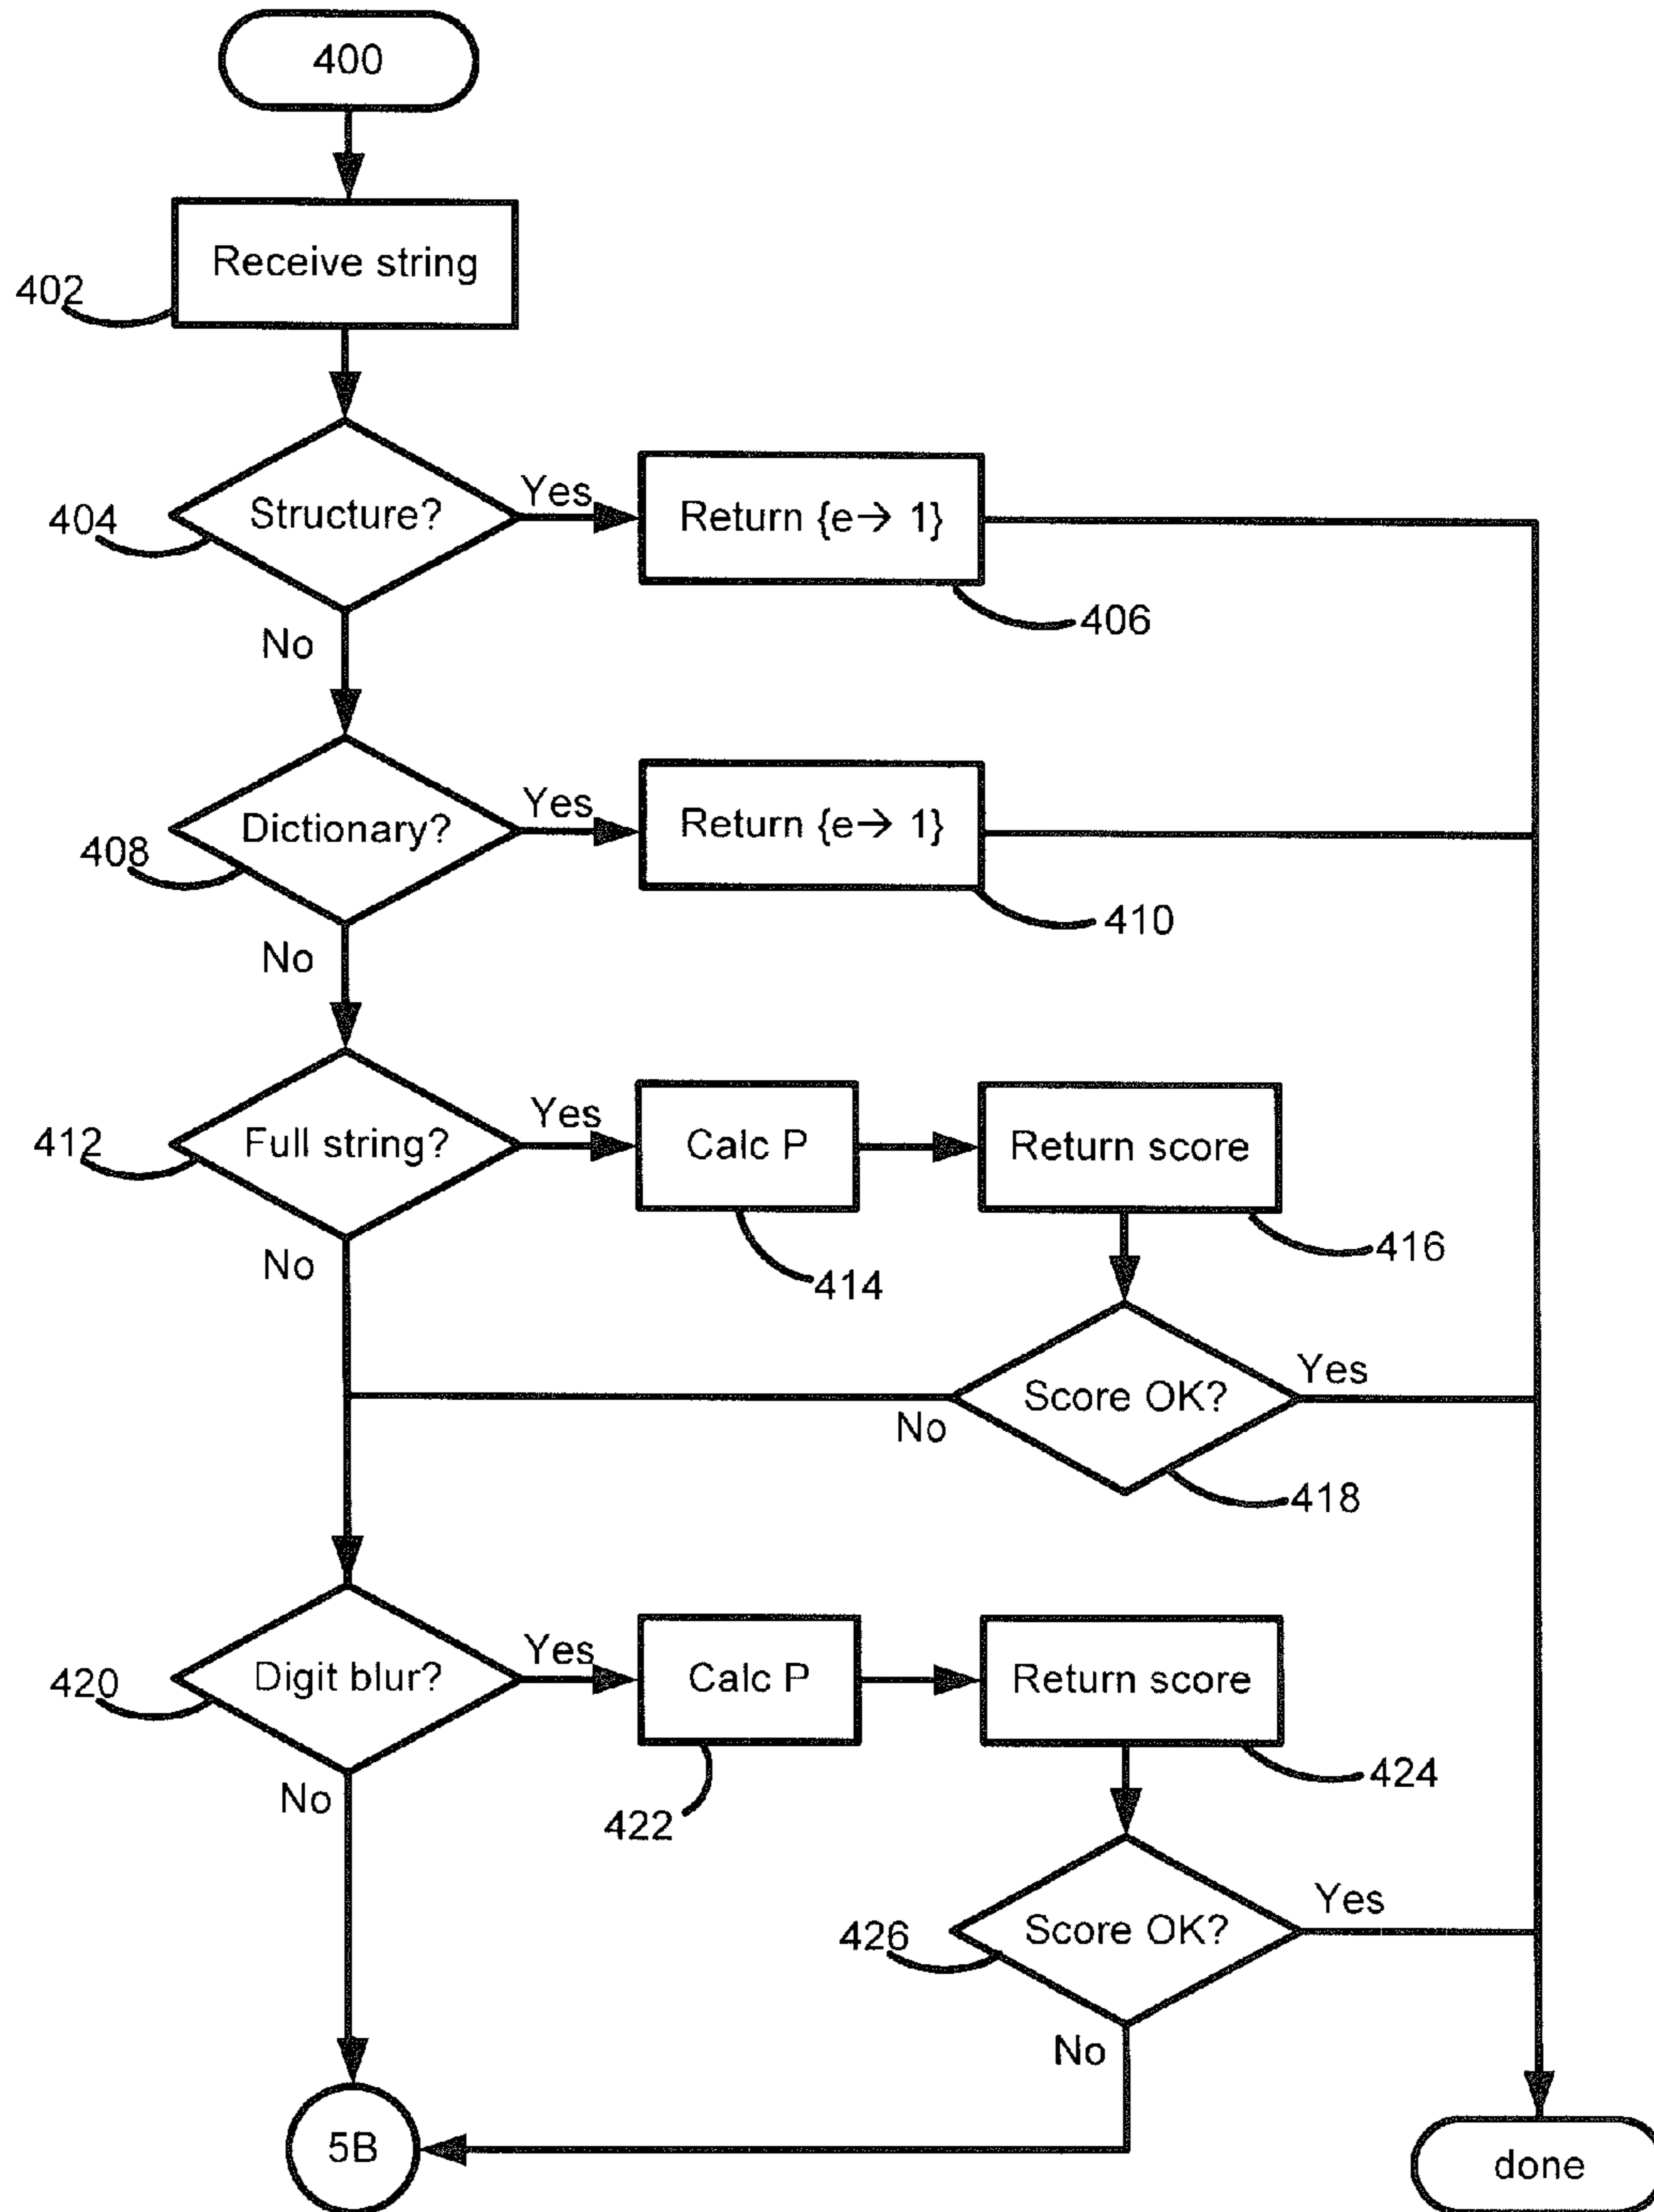 400
Receive string
402
Structure?
Yes
Return {e→ 1}
404
406
No
Dictionary?
Yes
Return {e→ 1}
408
410
No
Full string?
Yes
Calc P
Return score
412
414
416
No
Score OK?
Yes
No
418
Digit blur?
Yes
Calc P
Return score
420
422
424
No
Score OK?
Yes
426
No
5B
done